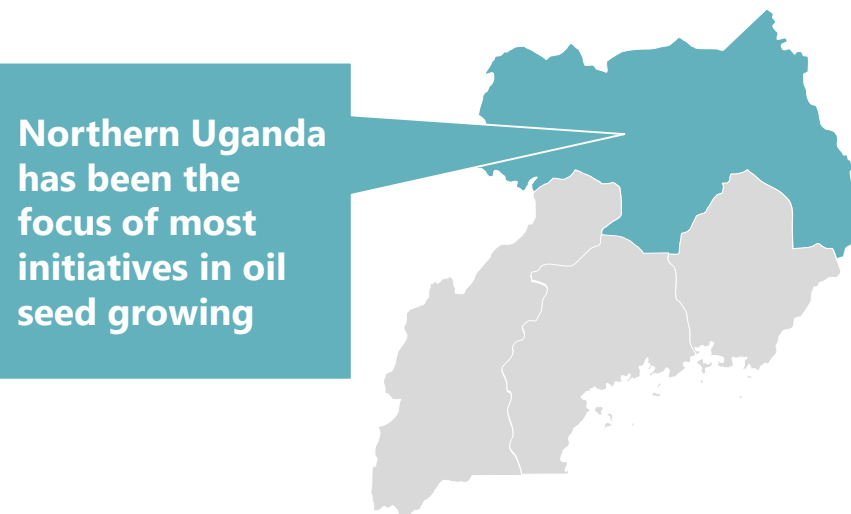 Northern Uganda
has been the
focus of most
initiatives in oil
seed growing